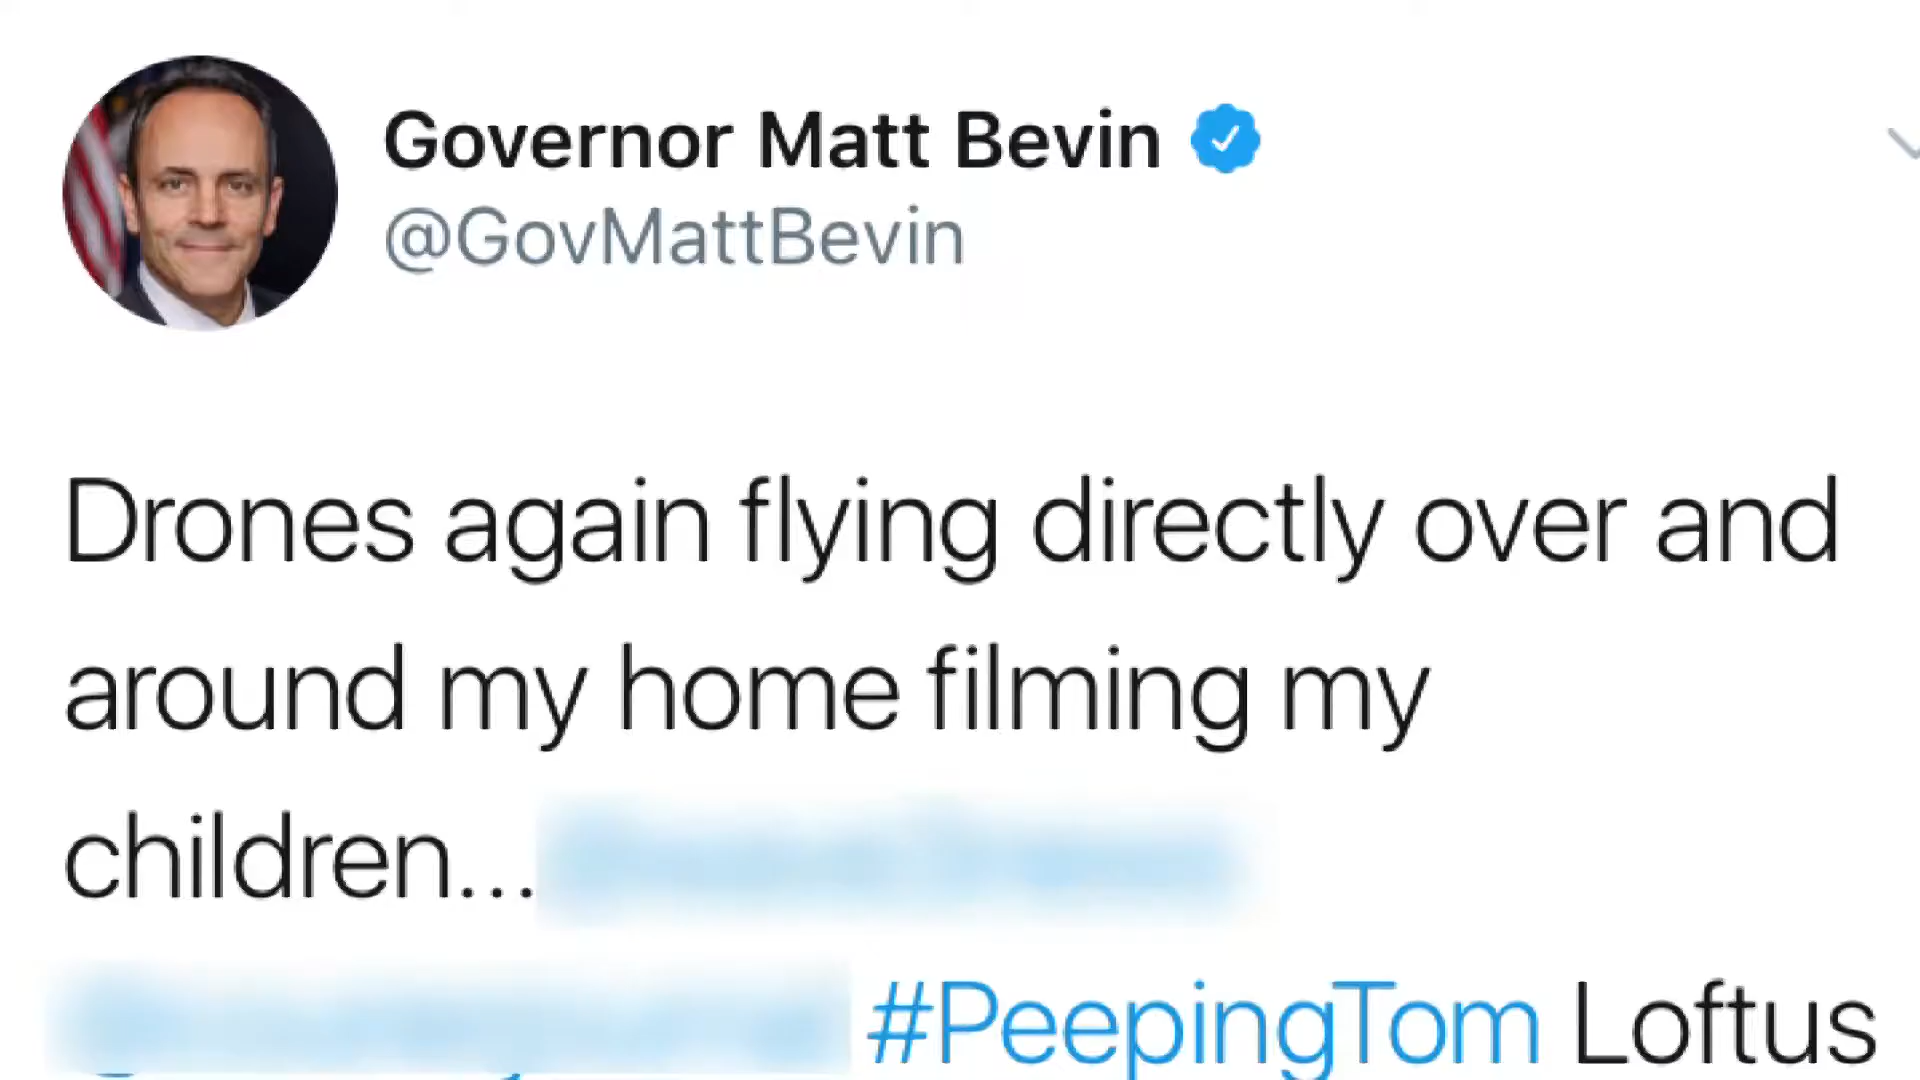 Governor Matt Bevin
@GovMattBevin
Drones again flying directly over and
around my home filming my
children...
#PeepingTom Loftus